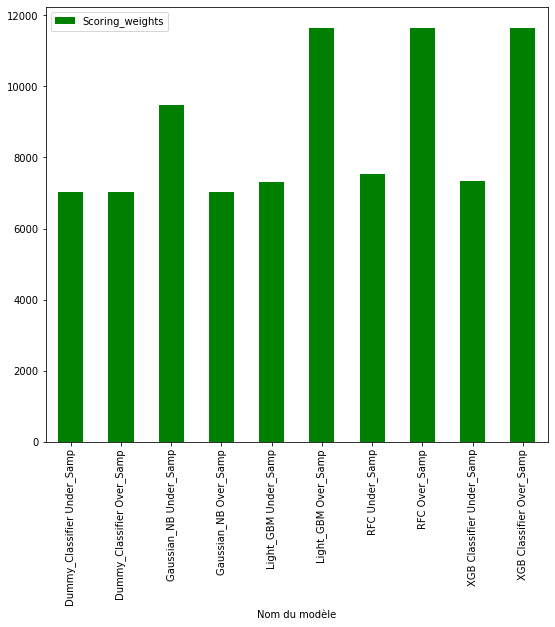 Scoring_weights
12000
10000
8000
6000
4000
2000
0
Dummy_Classifier Under_Samp
Dummy_Classifier Over_Samp
Gaussian_NB Under_Samp
Gaussian_NB Over_Samp
Light_GBM Under_Samp
Light_GBM Over_Samp
RFC Under_Samp
RFC Over_Samp
XGB Classifier Under_Samp
XGB Classifier Over_Samp
Nom du modèle